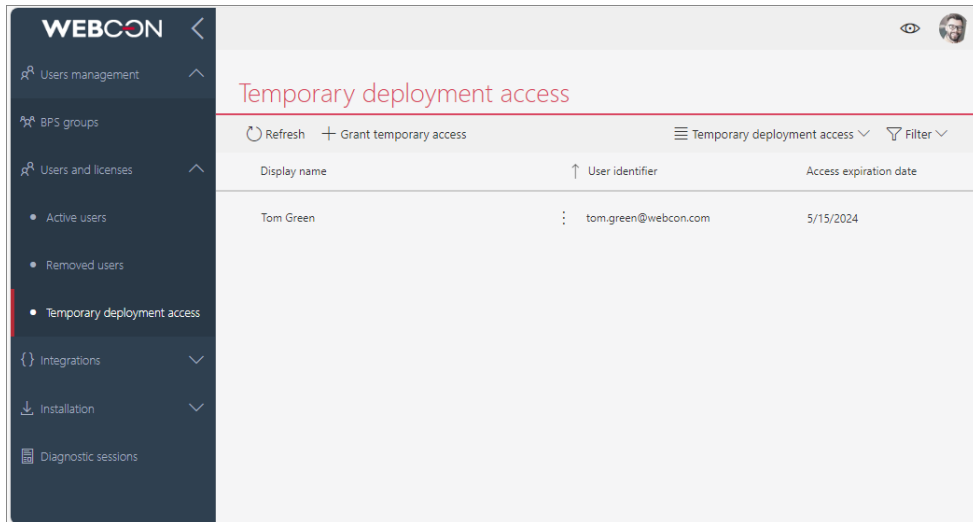 WEBCON
Users management
BPS groups
Users and licenses
Active users
Removed users
Temporary deployment access
Integrations
Installation
Diagnostic sessions
Temporary deployment access
Refresh Grant temporary access Temporary deployment access Filter
Display name User identifier Access expiration date
Tom Green tom.green@webcon.com 5/15/2024